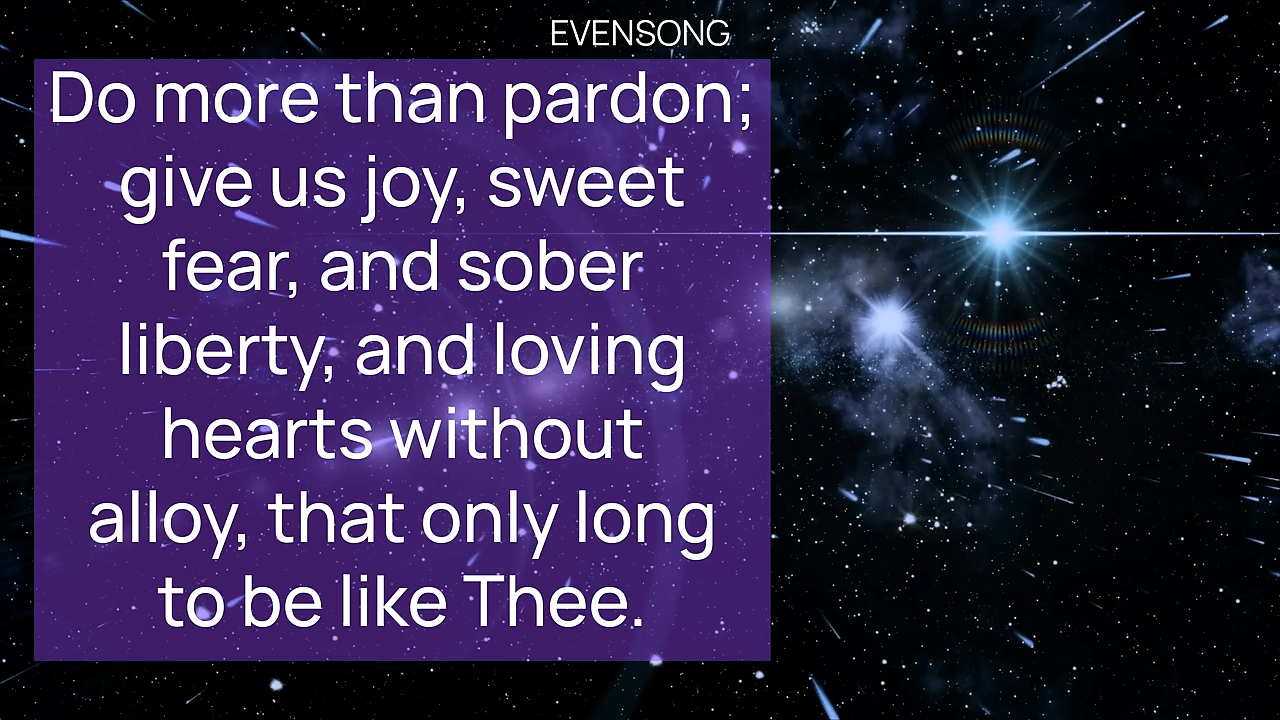 EVENSONG
Do more than pardon;
give us joy, sweet
fear, and sober
liberty, and loving
hearts without
alloy, that only long
to be like Thee.